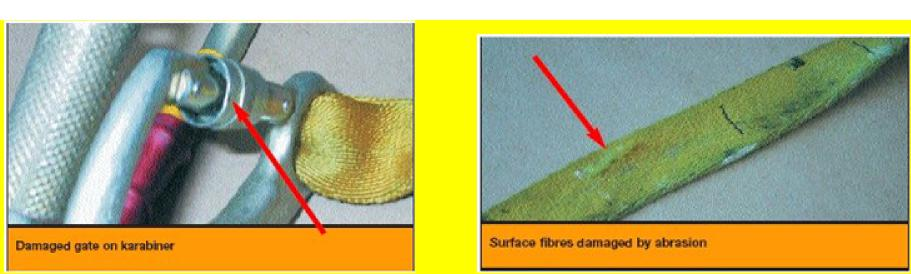 Damaged gate on karabiner
Surface fibres damaged by abrasion